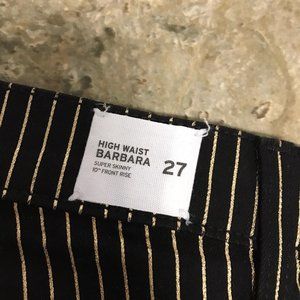 HIGH WAIST
BARBARA 27
SUPER SKINNY
10" FRONT RISE